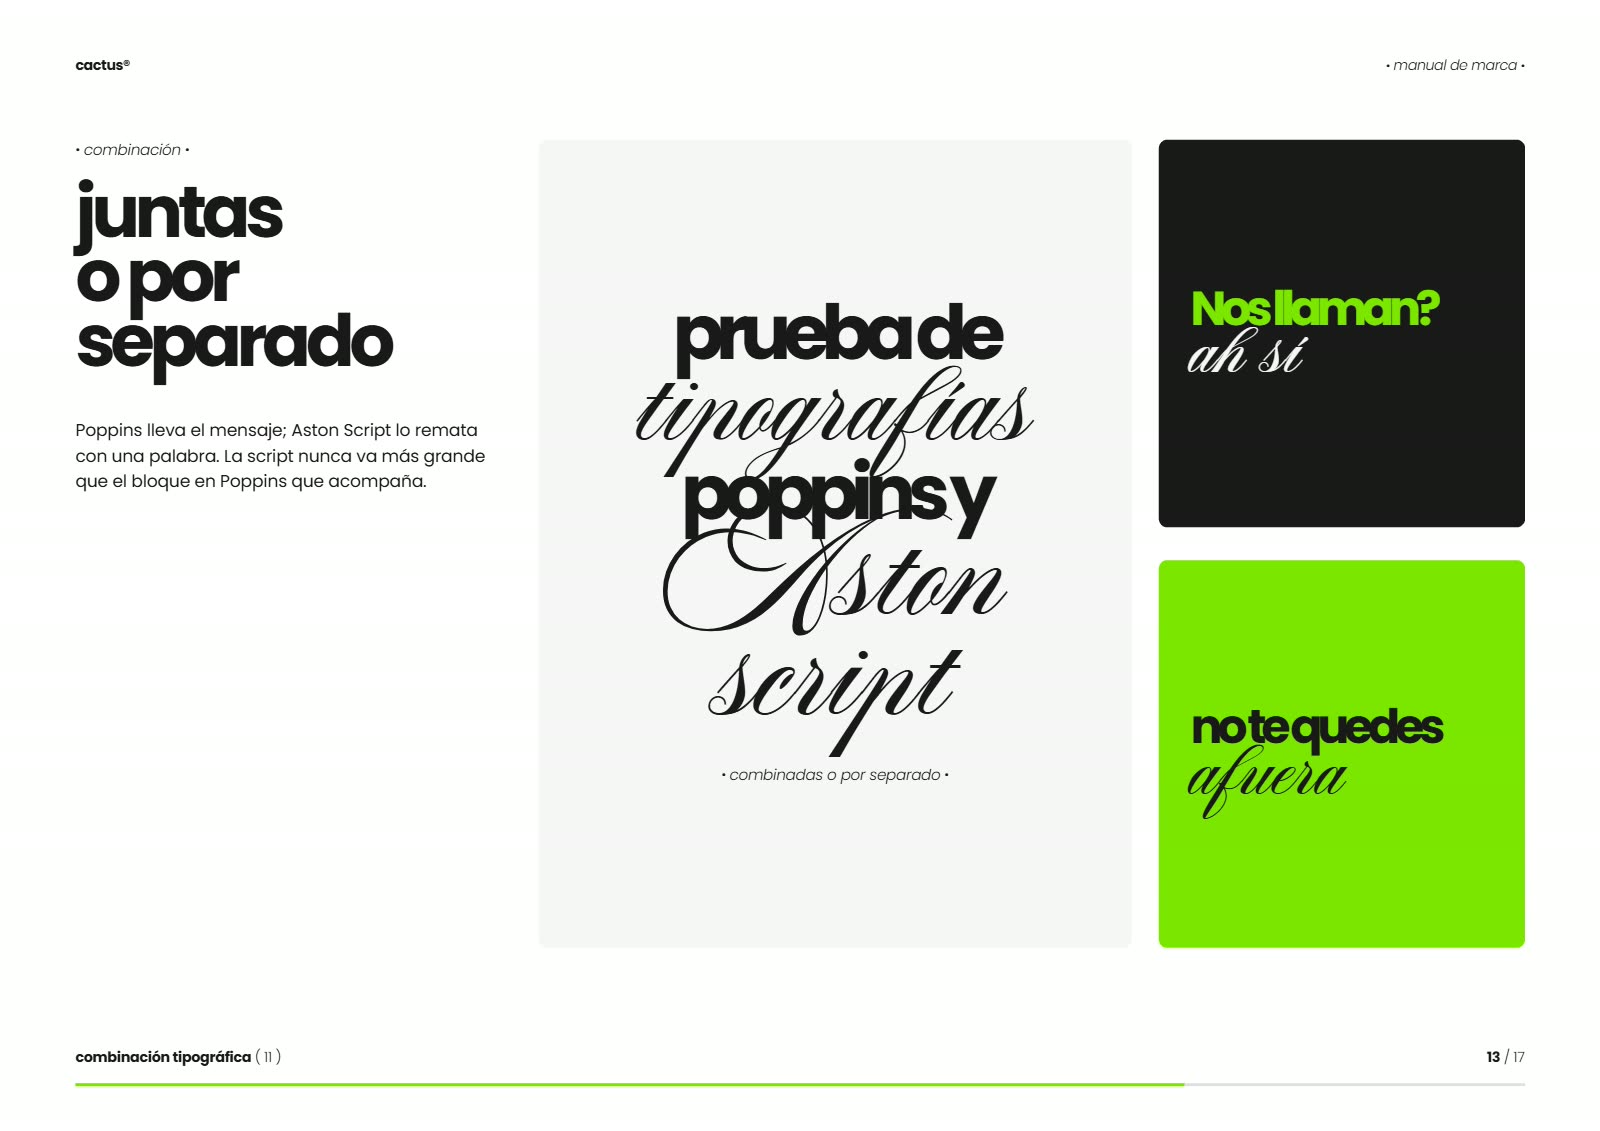 cactus®
• manual de marca •
• combinación •
juntas
o por
separado
Poppins lleva el mensaje; Aston Script lo remata
con una palabra. La script nunca va más grande
que el bloque en Poppins que acompaña.
prueba de
tipografías
poppins y
Aston
script
• combinadas o por separado •
Nos llaman?
ah sí
no te quedes
afuera
combinación tipográfica ( 11 )
13 / 17